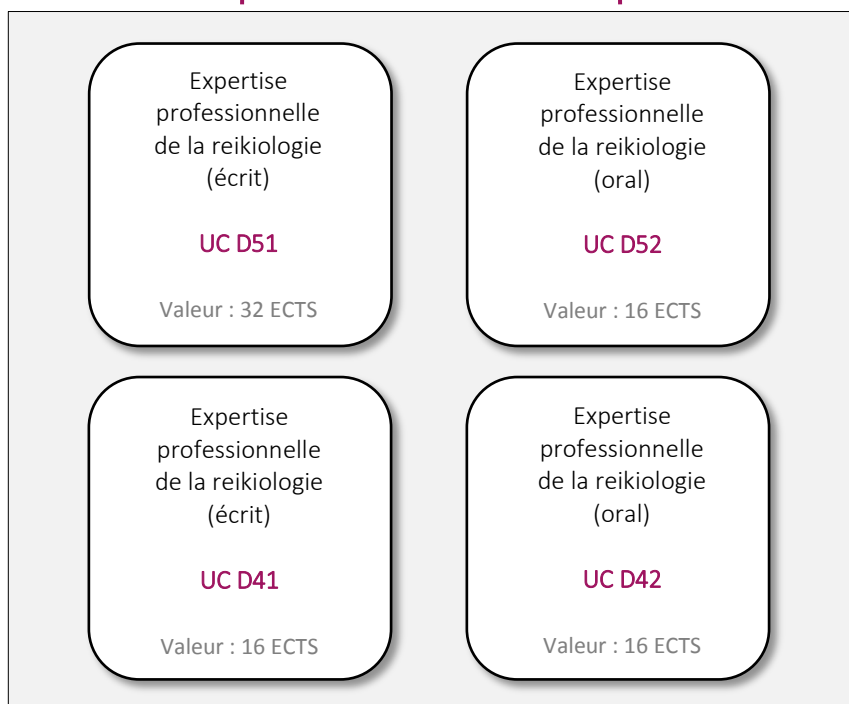 Expertise
professionnelle
de la reikiologie
(écrit)
UC D51
Valeur : 32 ECTS
Expertise
professionnelle
de la reikiologie
(oral)
UC D52
Valeur : 16 ECTS
Expertise
professionnelle
de la reikiologie
(écrit)
UC D41
Valeur : 16 ECTS
Expertise
professionnelle
de la reikiologie
(oral)
UC D42
Valeur : 16 ECTS